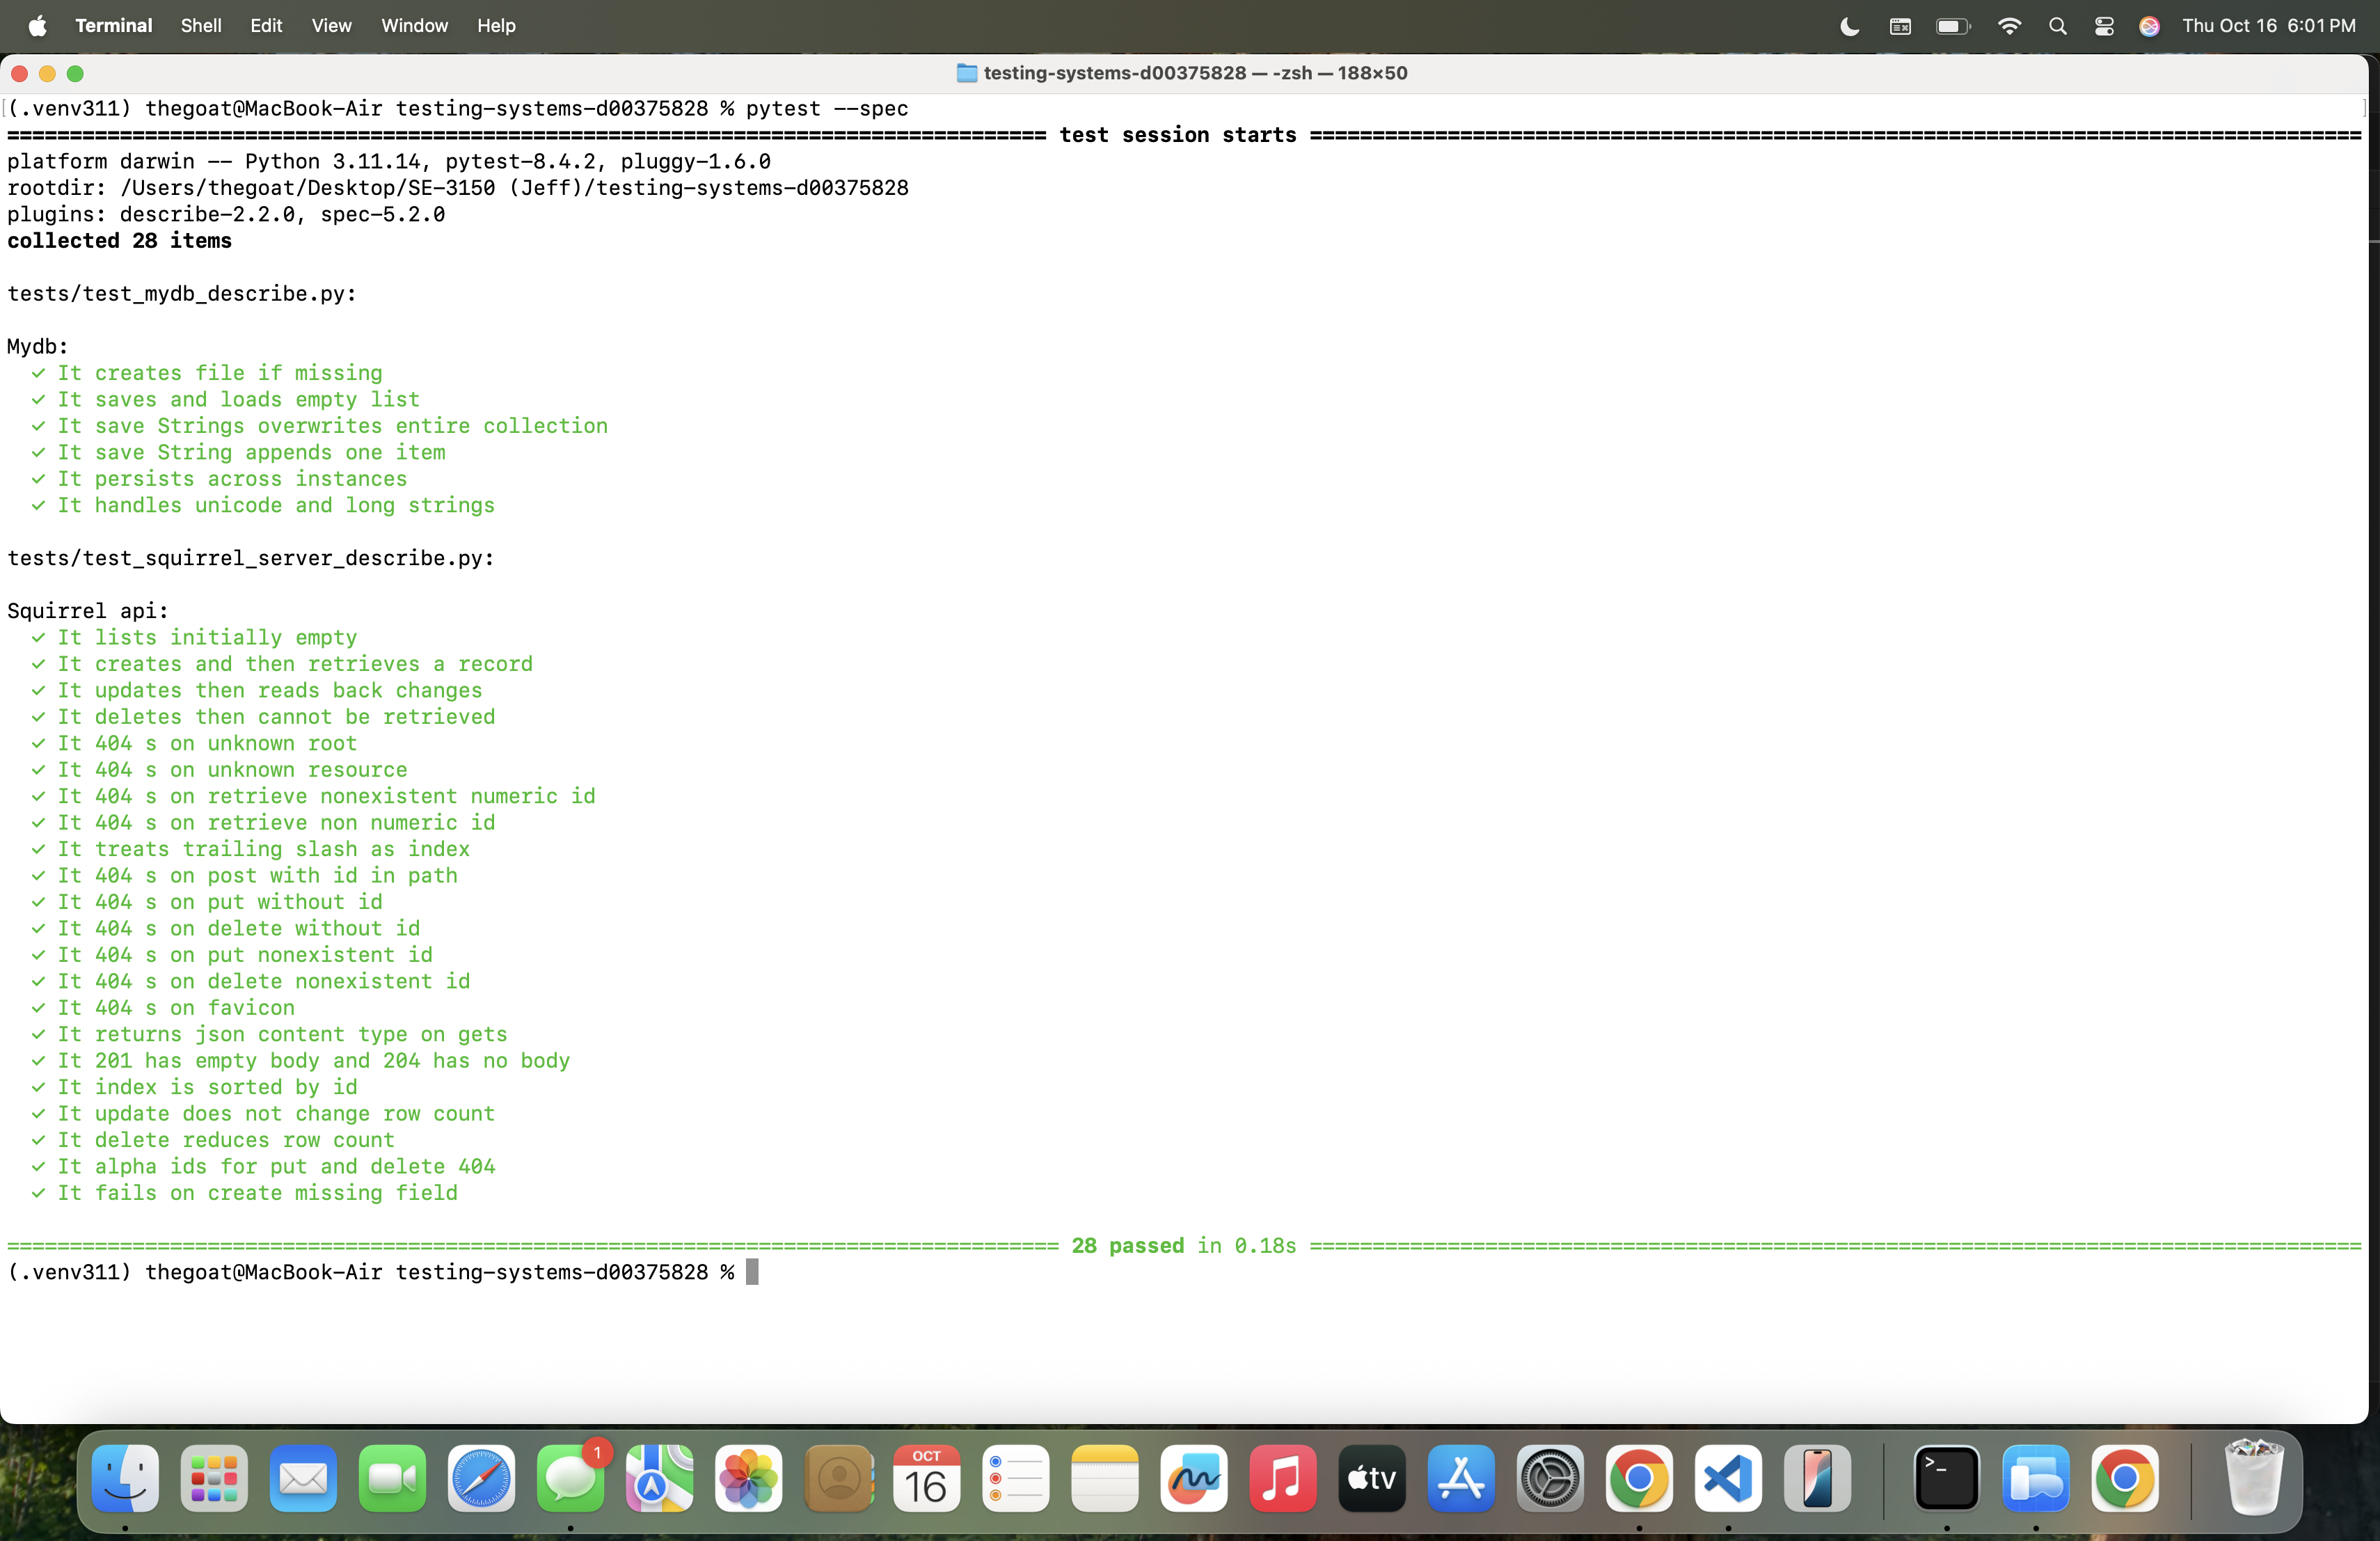 Terminal Shell Edit View Window Help Thu Oct 16 6:01 PM
testing-systems-d00375828 — -zsh — 188×50
(.venv311) thegoat@MacBook-Air testing-systems-d00375828 % pytest --spec
test session starts
platform darwin -- Python 3.11.14, pytest-8.4.2, pluggy-1.6.0
rootdir: /Users/thegoat/Desktop/SE-3150 (Jeff)/testing-systems-d00375828
plugins: describe-2.2.0, spec-5.2.0
collected 28 items
tests/test_mydb_describe.py:
Mydb:
✓ It creates file if missing
✓ It saves and loads empty list
✓ It save Strings overwrites entire collection
✓ It save String appends one item
✓ It persists across instances
✓ It handles unicode and long strings
tests/test_squirrel_server_describe.py:
Squirrel api:
✓ It lists initially empty
✓ It creates and then retrieves a record
✓ It updates then reads back changes
✓ It deletes then cannot be retrieved
✓ It 404 s on unknown root
✓ It 404 s on unknown resource
✓ It 404 s on retrieve nonexistent numeric id
✓ It 404 s on retrieve non numeric id
✓ It treats trailing slash as index
✓ It 404 s on post with id in path
✓ It 404 s on put without id
✓ It 404 s on delete without id
✓ It 404 s on put nonexistent id
✓ It 404 s on delete nonexistent id
✓ It 404 s on favicon
✓ It returns json content type on gets
✓ It 201 has empty body and 204 has no body
✓ It index is sorted by id
✓ It update does not change row count
✓ It delete reduces row count
✓ It alpha ids for put and delete 404
✓ It fails on create missing field
28 passed in 0.18s
(.venv311) thegoat@MacBook-Air testing-systems-d00375828 %
1
OCT
16
tv
>_